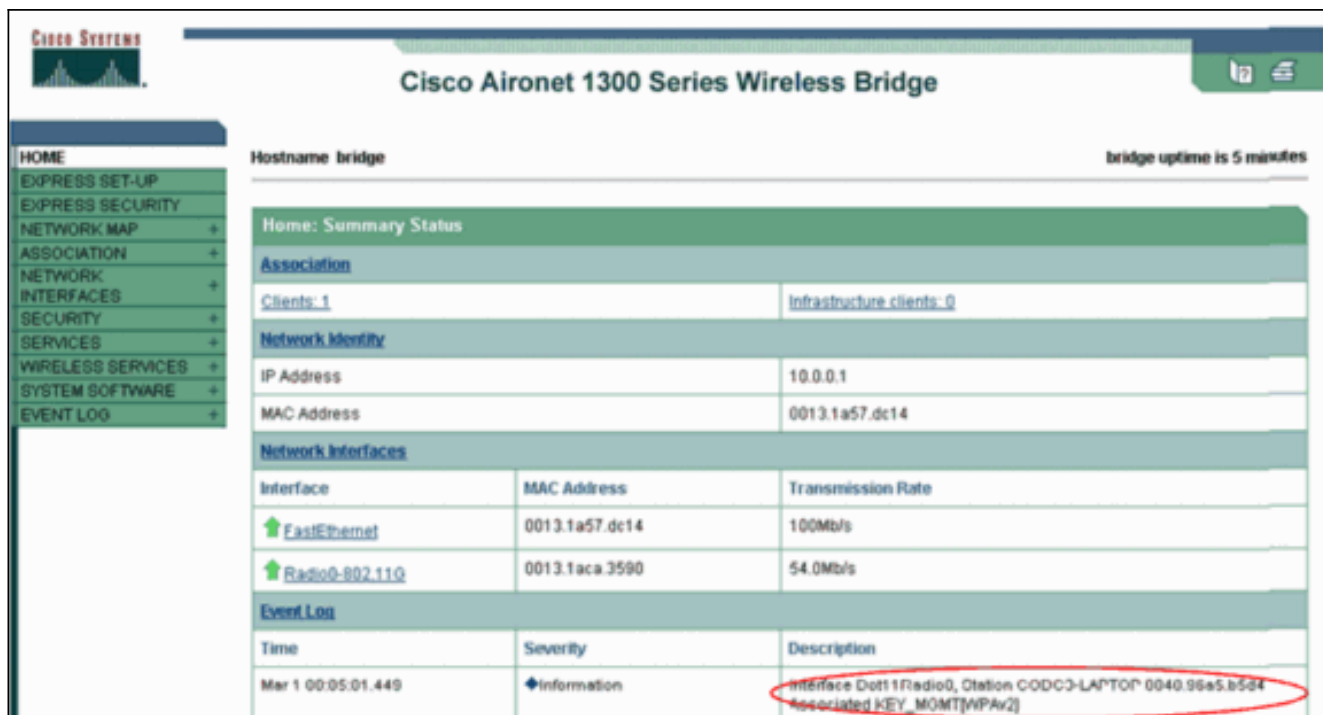 CISCO SYSTEMS
Cisco Aironet 1300 Series Wireless Bridge
HOME
EXPRESS SET-UP
EXPRESS SECURITY
NETWORK MAP +
ASSOCIATION +
NETWORK
INTERFACES +
SECURITY +
SERVICES +
WIRELESS SERVICES +
SYSTEM SOFTWARE +
EVENT LOG +
Hostname bridge
bridge uptime is 5 minutes
Home: Summary Status
Association
Clients: 1 Infrastructure clients: 0
Network Identity
IP Address 10.0.0.1
MAC Address 0013.1a57.dc14
Network Interfaces
Interface MAC Address Transmission Rate
FastEthernet 0013.1a57.dc14 100Mb/s
Radio0-802.11G 0013.1aca.3590 54.0Mb/s
Event Log
Time Severity Description
Mar 1 00:05:01.449 Information Interface Dot11Radio0, Station CODC3-LAPTOP 0040.96a5.b5d4
Associated KEY_MGMT[WPAv2]